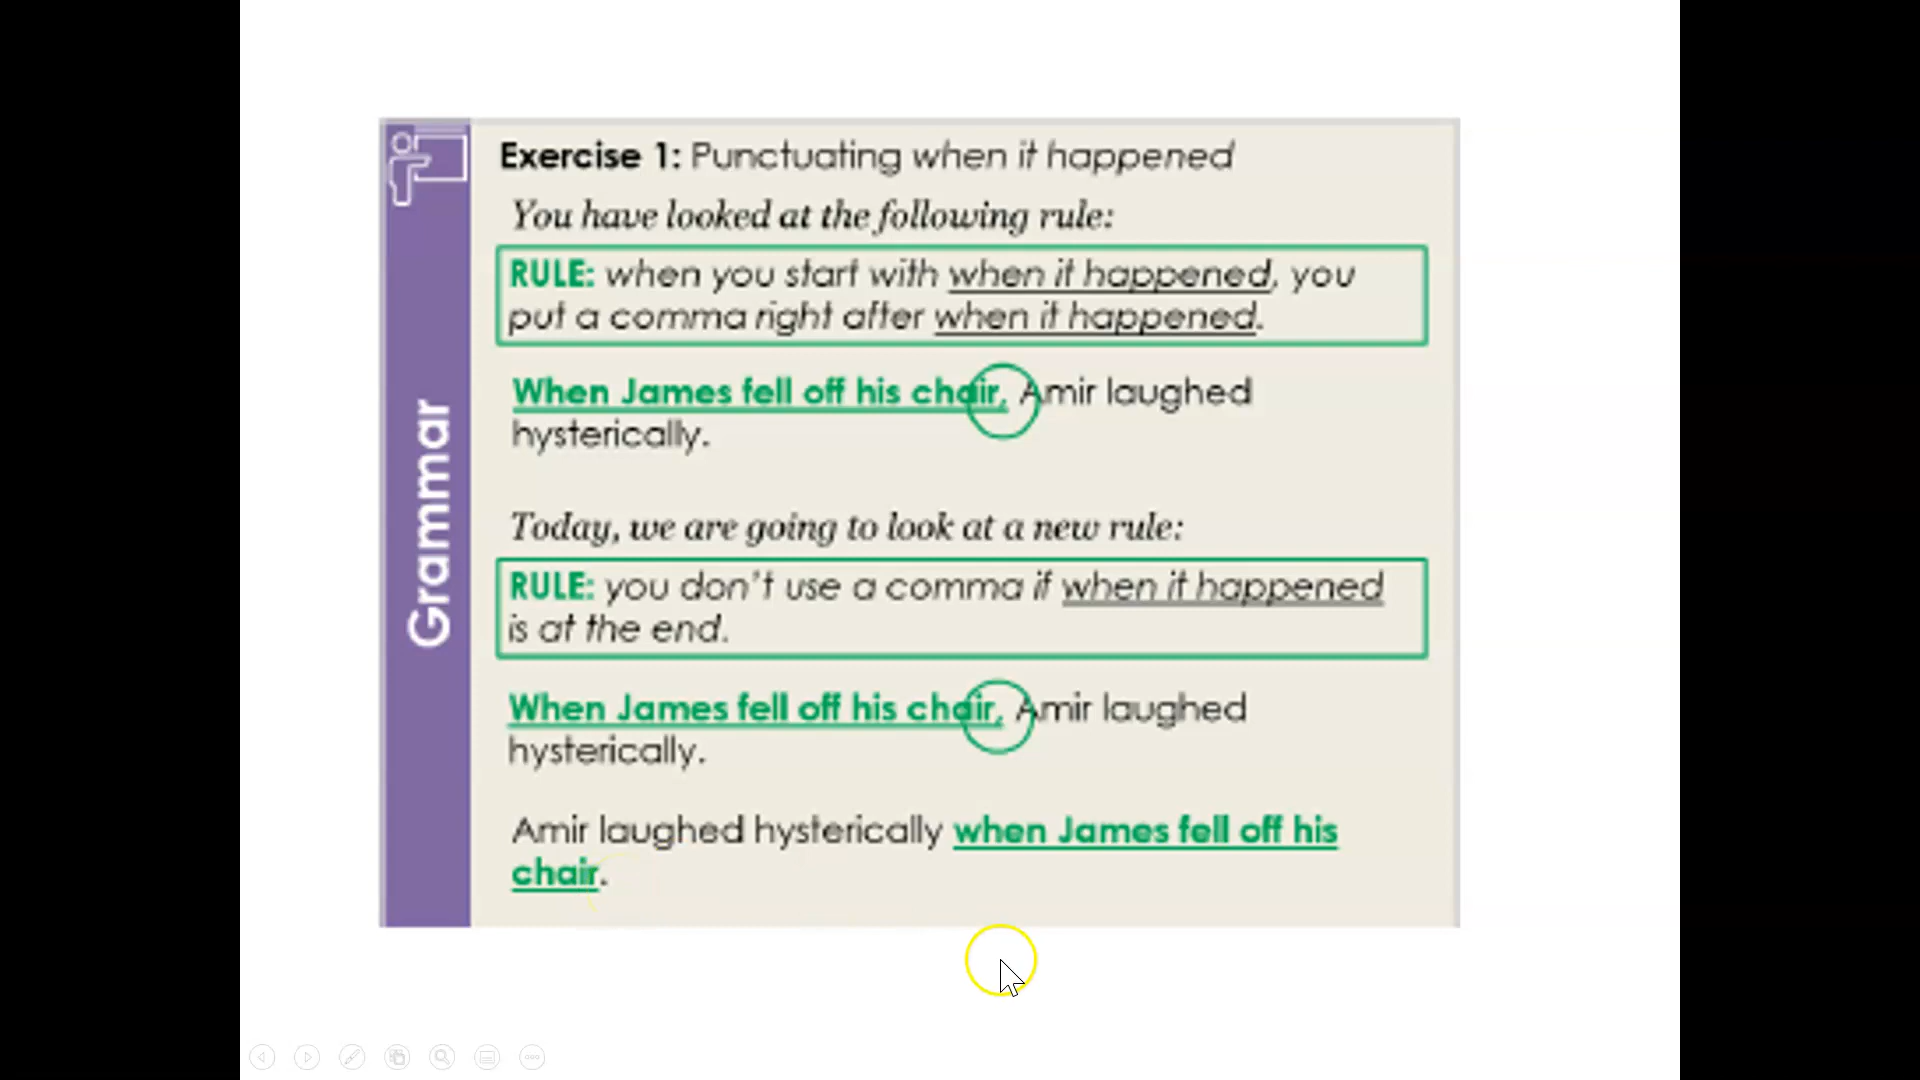 Grammar
Exercise 1: Punctuating when it happened
You have looked at the following rule:
RULE: when you start with when it happened, you
put a comma right after when it happened.
When James fell off his chair, Amir laughed
hysterically.
Today, we are going to look at a new rule:
RULE: you don't use a comma if when it happened
is at the end.
When James fell off his chair, Amir laughed
hysterically.
Amir laughed hysterically when James fell off his
chair.